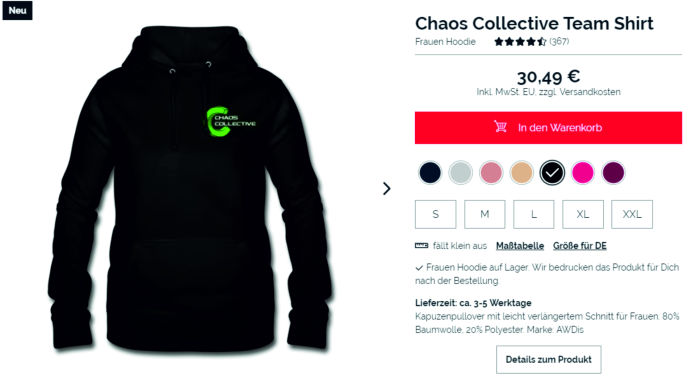 Neu
CHAOS
COLLECTIVE
Chaos Collective Team Shirt
Frauen Hoodie (367)
30,49 €
Inkl. MwSt. EU. zzgl. Versandkosten
In den Warenkorb
S M L XL XXL
fällt klein aus Maßtabelle Größe für DE
Frauen Hoodie auf Lager. Wir bedrucken das Produkt für Dich
nach der Bestellung.
Lieferzeit: ca. 3-5 Werktage
Kapuzenpullover mit leicht verlängertem Schnitt für Frauen. 80%
Baumwolle, 20% Polyester. Marke: AWDis
Details zum Produkt